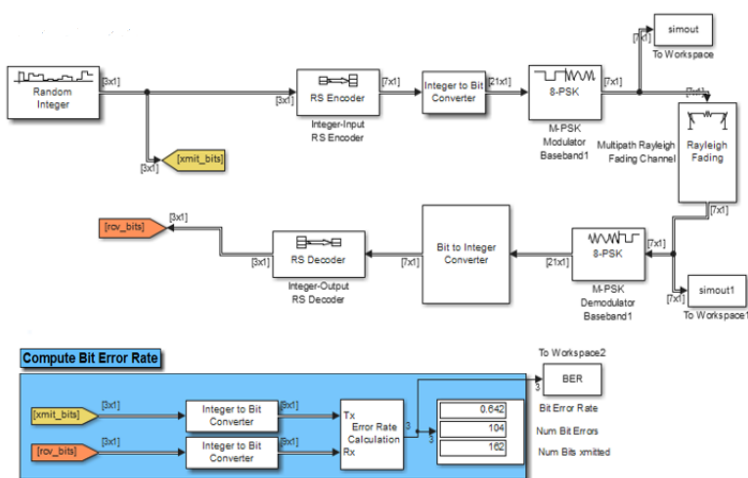 simout
To Workspace
[7x1]
[7x1]
Random
Integer
[3x1]
[3x1]
RS Encoder
Integer-Input
RS Encoder
[7x1]
Integer to Bit
Converter
[21x1]
8-PSK
M-PSK
Modulator
Baseband1
[7x1]
[7x1]
Rayleigh
Fading
Multipath Rayleigh
Fading Channel
[7x1]
[xmit_bits]
[3x1]
[rcv_bits]
[3x1]
[3x1]
RS Decoder
Integer-Output
RS Decoder
[7x1]
Bit to Integer
Converter
[21x1]
8-PSK
M-PSK
Demodulator
Baseband1
[7x1]
[7x1]
simout1
To Workspace1
Compute Bit Error Rate
To Workspace2
BER
3
[xmit_bits]
[3x1]
Integer to Bit
Converter
[9x1]
[rcv_bits]
[3x1]
Integer to Bit
Converter
[9x1]
Tx
Rx
Error Rate
Calculation
3
3
0.642
104
162
Bit Error Rate
Num Bit Errors
Num Bits xmitted